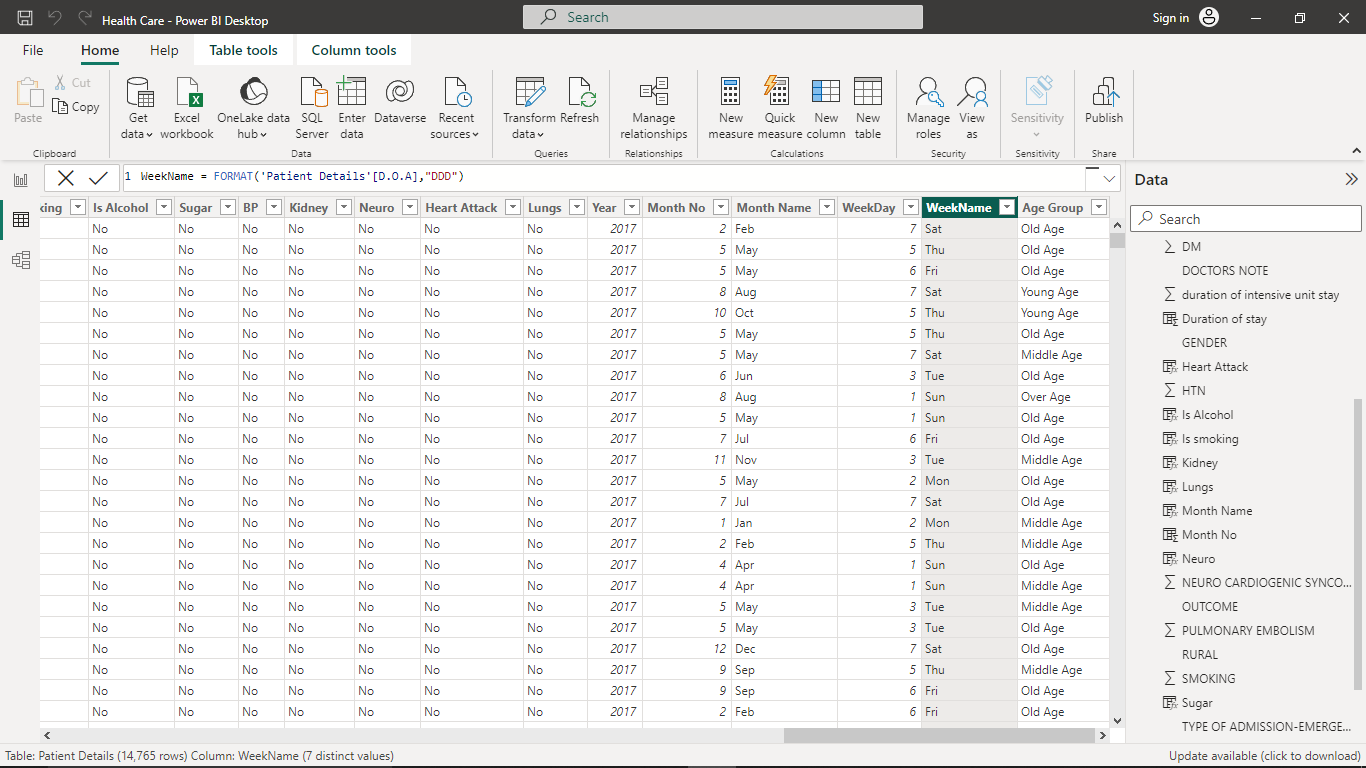 Health Care - Power BI Desktop
Search
Sign in
File Home Help Table tools Column tools
Paste
Cut
Copy
Get data
Excel workbook
OneLake data hub
SQL Server
Enter data
Dataverse
Recent sources
Transform data
Refresh
Manage relationships
New measure
Quick measure
New column
New table
Manage roles
View as
Sensitivity
Publish
Clipboard Data Queries Relationships Calculations Security Sensitivity Share
1 WeekName = FORMAT('Patient Details'[D.O.A],"DDD")
king Is Alcohol Sugar BP Kidney Neuro Heart Attack Lungs Year Month No Month Name WeekDay WeekName Age Group
No No No No No No No 2017 2 Feb 7 Sat Old Age
No No No No No No No 2017 5 May 5 Thu Old Age
No No No No No No No 2017 5 May 6 Fri Old Age
No No No No No No No 2017 8 Aug 7 Sat Young Age
No No No No No No No 2017 10 Oct 5 Thu Young Age
No No No No No No No 2017 5 May 5 Thu Old Age
No No No No No No No 2017 5 May 7 Sat Middle Age
No No No No No No No 2017 6 Jun 3 Tue Old Age
No No No No No No No 2017 8 Aug 1 Sun Over Age
No No No No No No No 2017 5 May 1 Sun Old Age
No No No No No No No 2017 7 Jul 6 Fri Old Age
No No No No No No No 2017 11 Nov 3 Tue Middle Age
No No No No No No No 2017 5 May 2 Mon Old Age
No No No No No No No 2017 7 Jul 7 Sat Old Age
No No No No No No No 2017 1 Jan 2 Mon Middle Age
No No No No No No No 2017 2 Feb 5 Thu Middle Age
No No No No No No No 2017 4 Apr 1 Sun Old Age
No No No No No No No 2017 4 Apr 1 Sun Middle Age
No No No No No No No 2017 5 May 3 Tue Middle Age
No No No No No No No 2017 5 May 3 Tue Old Age
No No No No No No No 2017 12 Dec 7 Sat Old Age
No No No No No No No 2017 9 Sep 5 Thu Middle Age
No No No No No No No 2017 9 Sep 6 Fri Old Age
No No No No No No No 2017 2 Feb 6 Fri Old Age
Data
Search
DM
DOCTORS NOTE
duration of intensive unit stay
Duration of stay
GENDER
Heart Attack
HTN
Is Alcohol
Is smoking
Kidney
Lungs
Month Name
Month No
Neuro
NEURO CARDIOGENIC SYNCO...
OUTCOME
PULMONARY EMBOLISM
RURAL
SMOKING
Sugar
TYPE OF ADMISSION-EMERGE...
Table: Patient Details (14,765 rows) Column: WeekName (7 distinct values)
Update available (click to download)